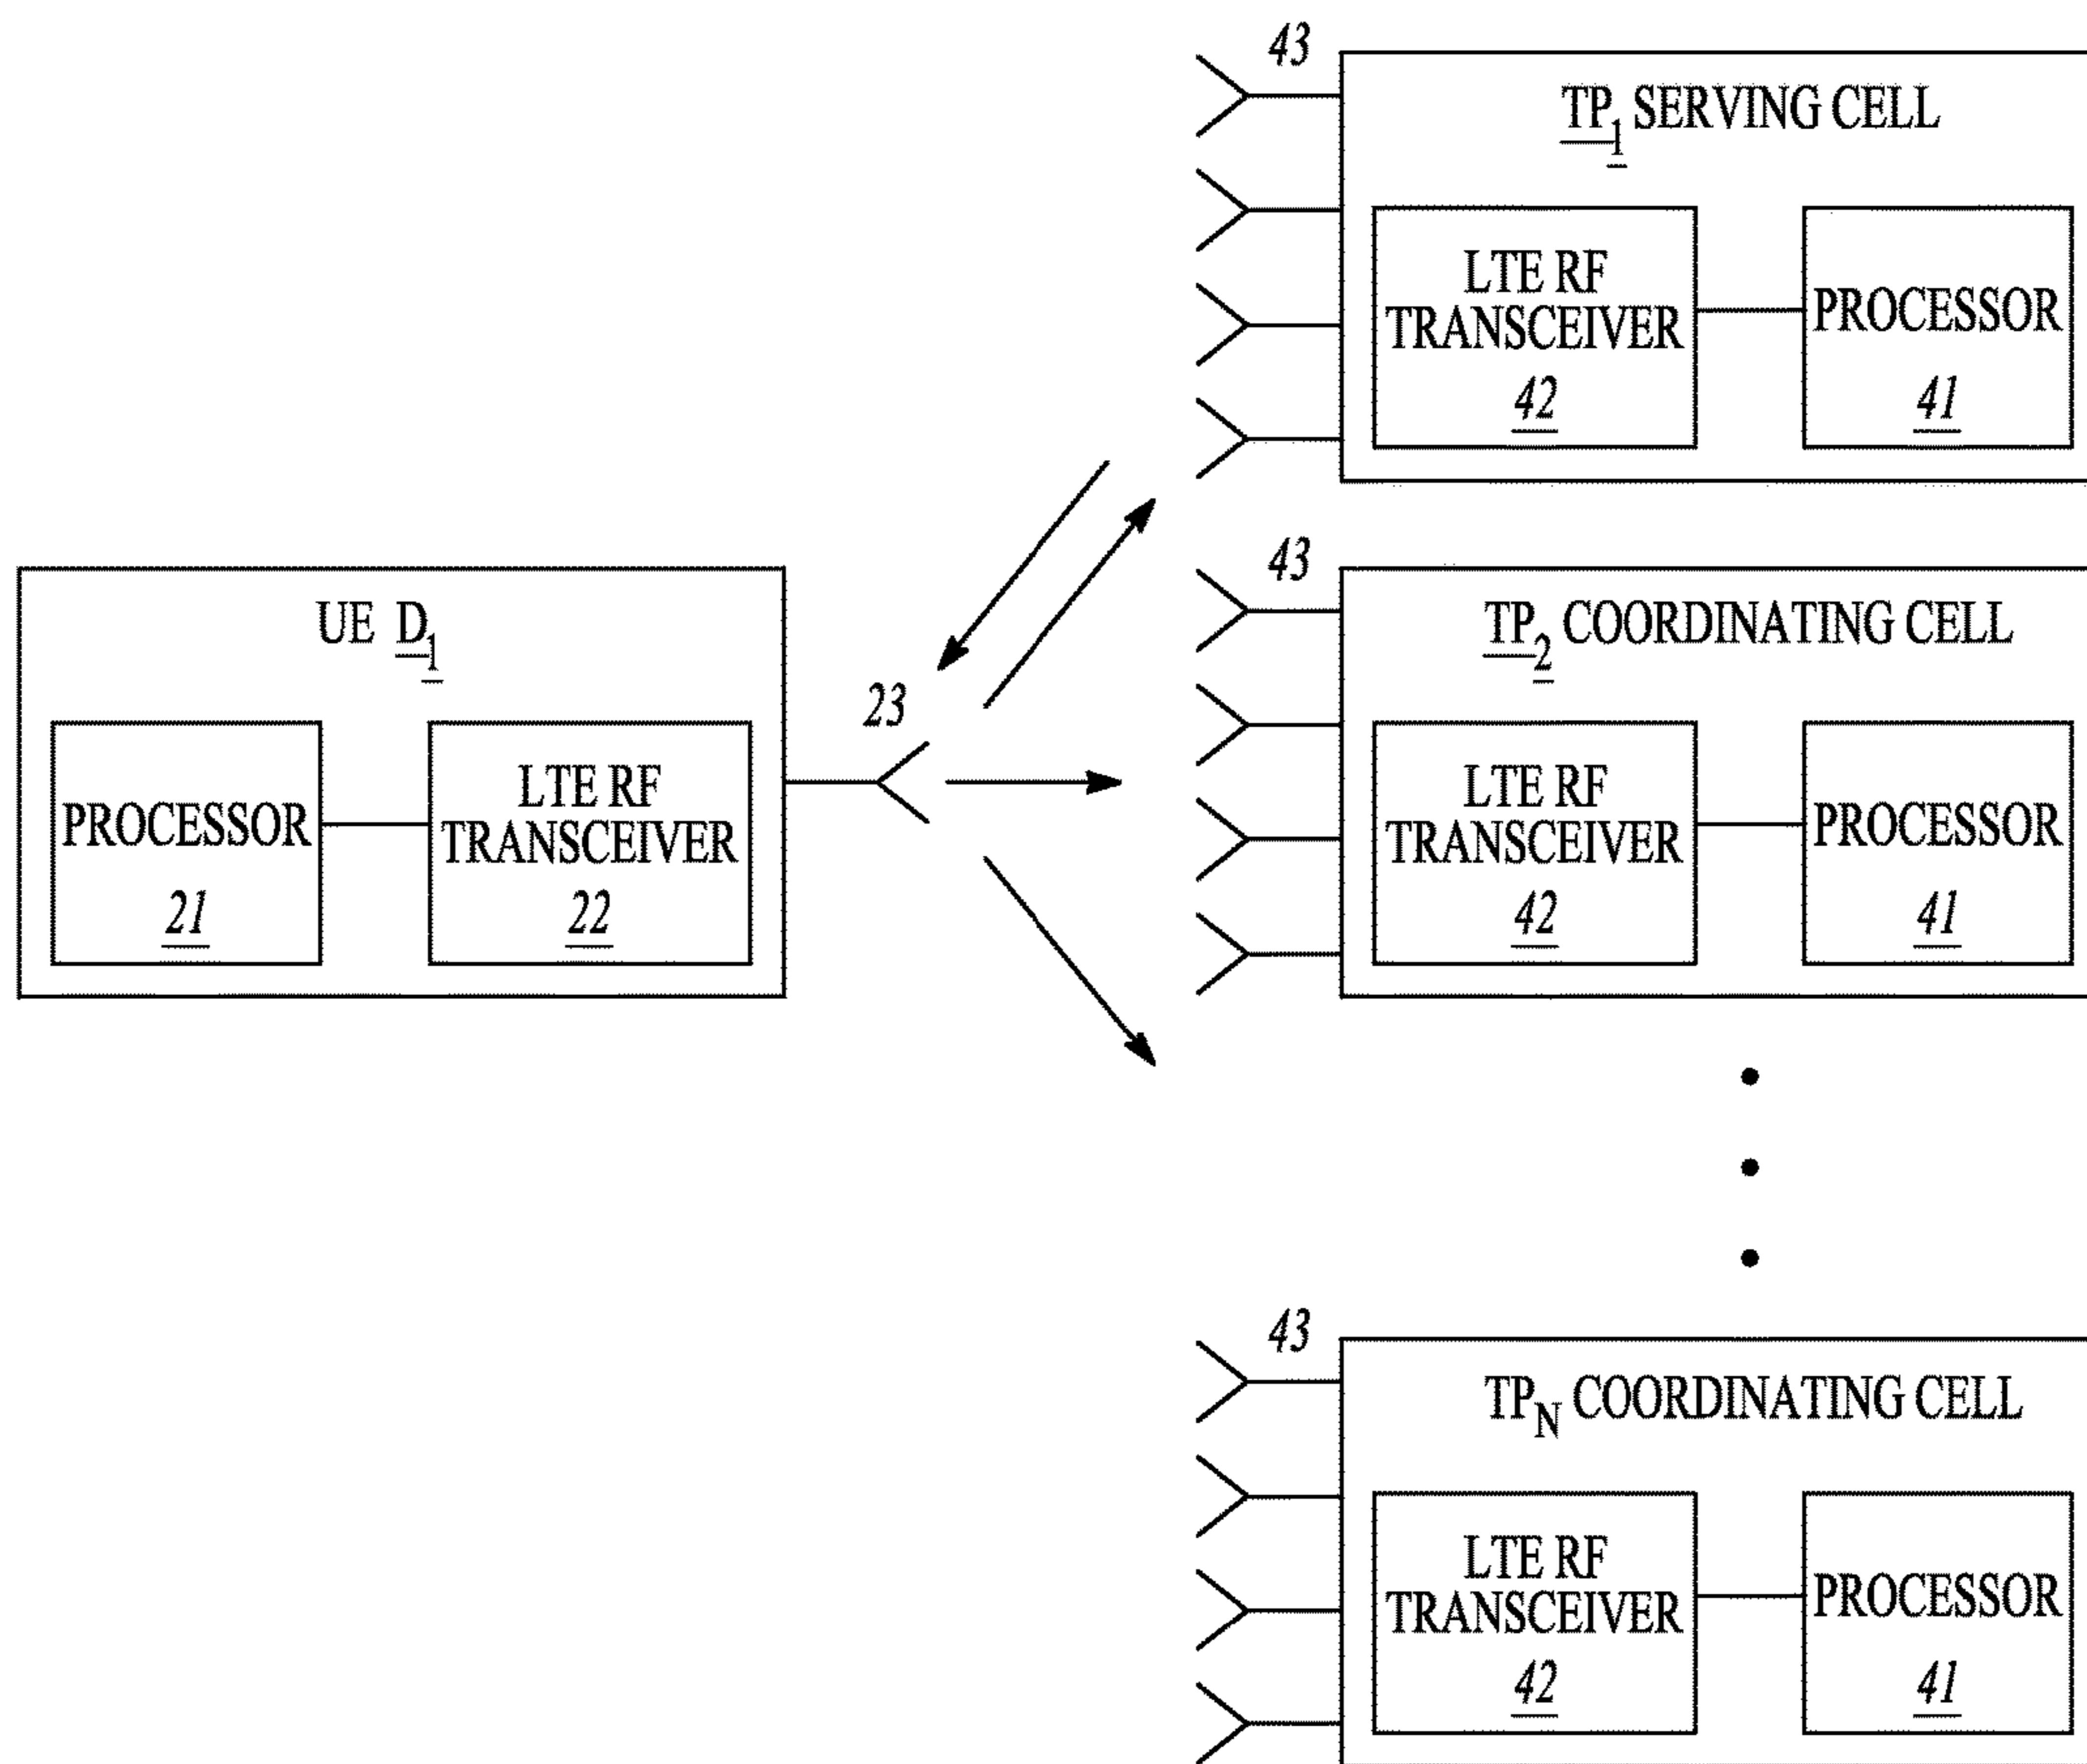 43
TP1 SERVING CELL
LTE RF
TRANSCEIVER
42
PROCESSOR
41
UE D1
PROCESSOR
21
LTE RF
TRANSCEIVER
22
23
43
TP2 COORDINATING CELL
LTE RF
TRANSCEIVER
42
PROCESSOR
41
43
TPN COORDINATING CELL
LTE RF
TRANSCEIVER
42
PROCESSOR
41